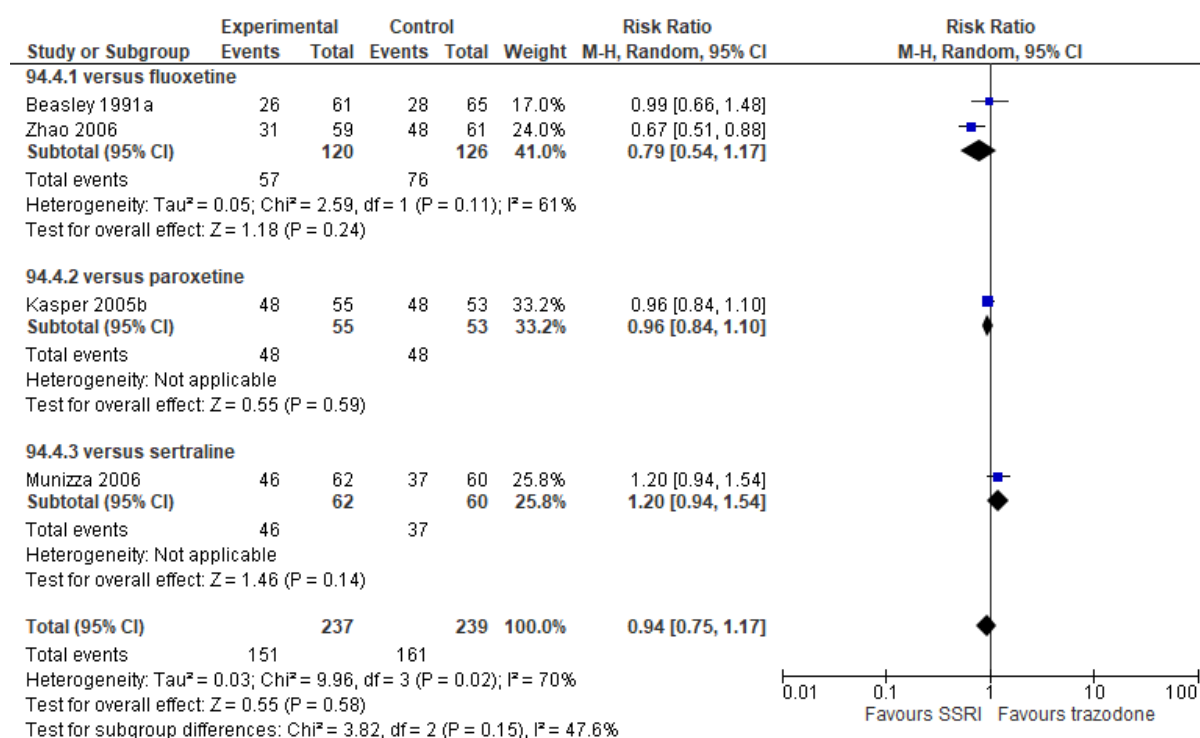 Experimental Control Risk Ratio Risk Ratio
Study or Subgroup Events Total Events Total Weight M-H, Random, 95% CI M-H, Random, 95% CI
94.4.1 versus fluoxetine
Beasley 1991a 26 61 28 65 17.0% 0.99 [0.66, 1.48]
Zhao 2006 31 59 48 61 24.0% 0.67 [0.51, 0.88]
Subtotal (95% CI) 120 126 41.0% 0.79 [0.54, 1.17]
Total events 57 76
Heterogeneity: Tau² = 0.05; Chi² = 2.59, df = 1 (P = 0.11); I² = 61%
Test for overall effect: Z = 1.18 (P = 0.24)
94.4.2 versus paroxetine
Kasper 2005b 48 55 48 53 33.2% 0.96 [0.84, 1.10]
Subtotal (95% CI) 55 53 33.2% 0.96 [0.84, 1.10]
Total events 48 48
Heterogeneity: Not applicable
Test for overall effect: Z = 0.55 (P = 0.59)
94.4.3 versus sertraline
Munizza 2006 46 62 37 60 25.8% 1.20 [0.94, 1.54]
Subtotal (95% CI) 62 60 25.8% 1.20 [0.94, 1.54]
Total events 46 37
Heterogeneity: Not applicable
Test for overall effect: Z = 1.46 (P = 0.14)
Total (95% CI) 237 239 100.0% 0.94 [0.75, 1.17]
Total events 151 161
Heterogeneity: Tau² = 0.03; Chi² = 9.96, df = 3 (P = 0.02); I² = 70%
Test for overall effect: Z = 0.55 (P = 0.58)
Test for subgroup differences: Chi² = 3.82, df = 2 (P = 0.15), I² = 47.6%
0.01 0.1 1 10 100
Favours SSRI Favours trazodone